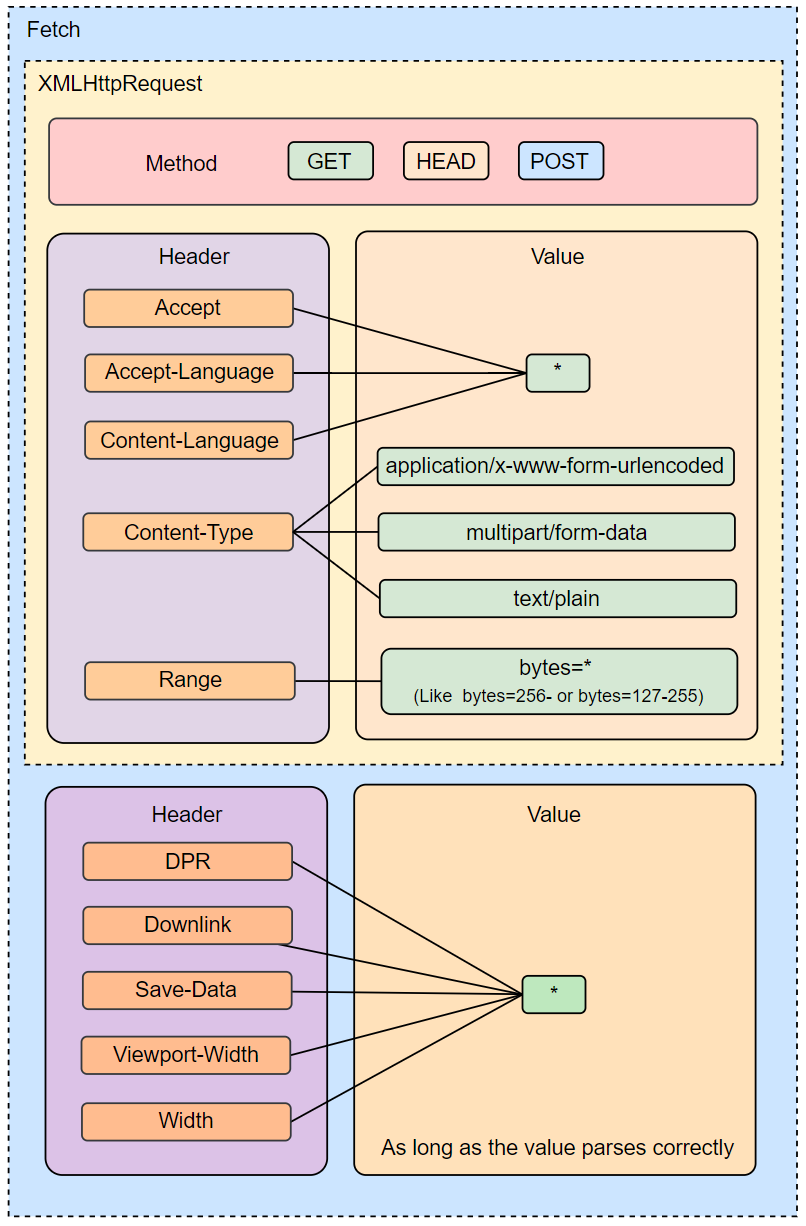 Fetch
XMLHttpRequest
Method
GET
HEAD
POST
Header
Value
Accept
Accept-Language
*
Content-Language
application/x-www-form-urlencoded
Content-Type
multipart/form-data
text/plain
Range
bytes=*
(Like bytes=256- or bytes=127-255)
Header
Value
DPR
Downlink
Save-Data
*
Viewport-Width
Width
As long as the value parses correctly